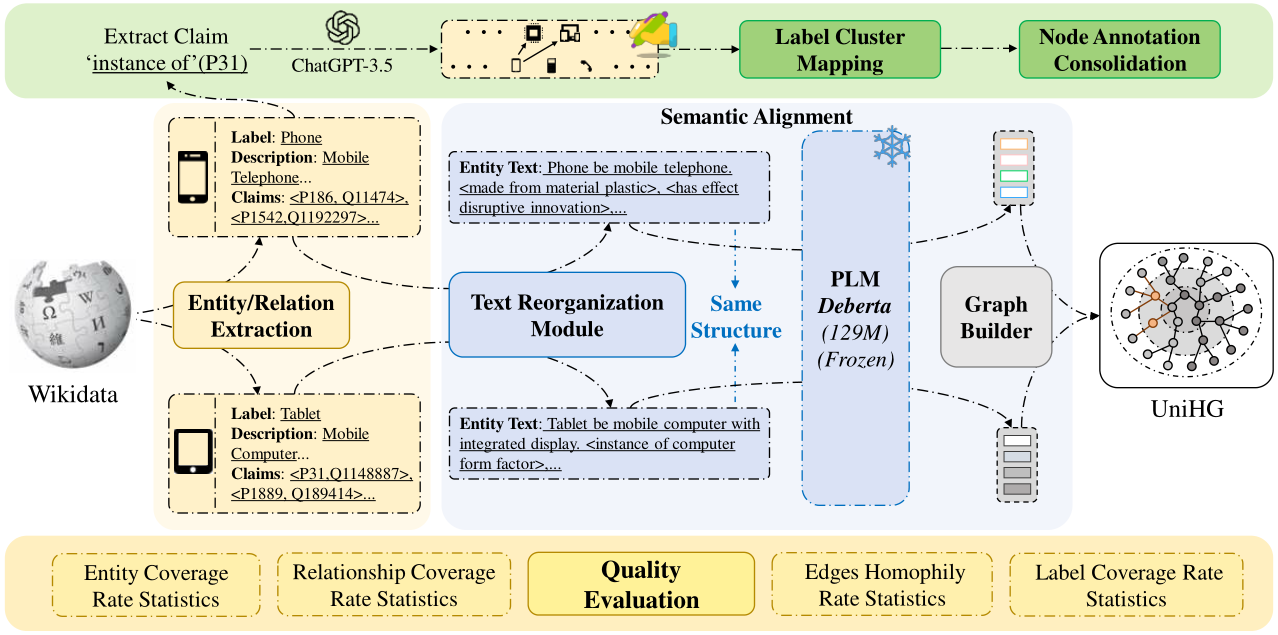 Extract Claim
‘instance of’(P31)
ChatGPT-3.5
Label Cluster
Mapping
Node Annotation
Consolidation
Label: Phone
Description: Mobile
Telephone...
Claims: <P186, Q11474>,
<P1542,Q1192297>...
Semantic Alignment
Entity Text: Phone be mobile telephone.
<made from material plastic>, <has effect
disruptive innovation>,...
Entity/Relation
Extraction
Text Reorganization
Module
Same
Structure
PLM
Deberta
(129M)
(Frozen)
Graph
Builder
Wikidata
UniHG
Label: Tablet
Description: Mobile
Computer...
Claims: <P31,Q1148887>,
<P1889, Q189414>...
Entity Text: Tablet be mobile computer with
integrated display. <instance of computer
form factor>,...
Entity Coverage
Rate Statistics
Relationship Coverage
Rate Statistics
Quality
Evaluation
Edges Homophily
Rate Statistics
Label Coverage Rate
Statistics